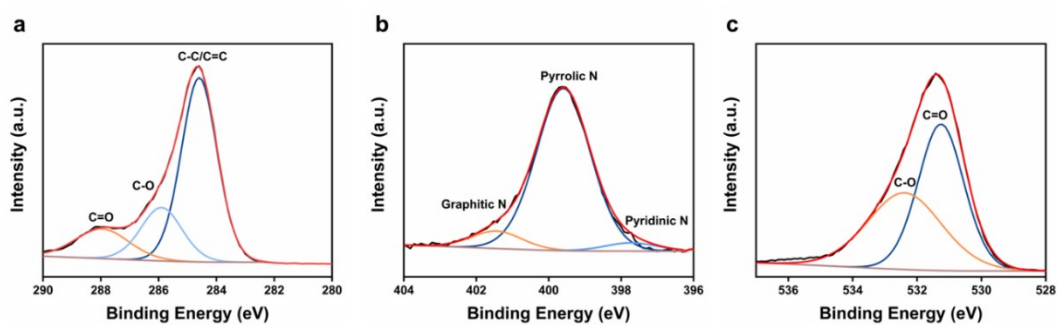 a
C-C/C=C
C-O
C=O
Intensity (a.u.)
290 288 286 284 282 280
Binding Energy (eV)
b
Pyrrolic N
Graphitic N
Pyridinic N
Intensity (a.u.)
404 402 400 398 396
Binding Energy (eV)
c
C=O
C-O
Intensity (a.u.)
536 534 532 530 528
Binding Energy (eV)